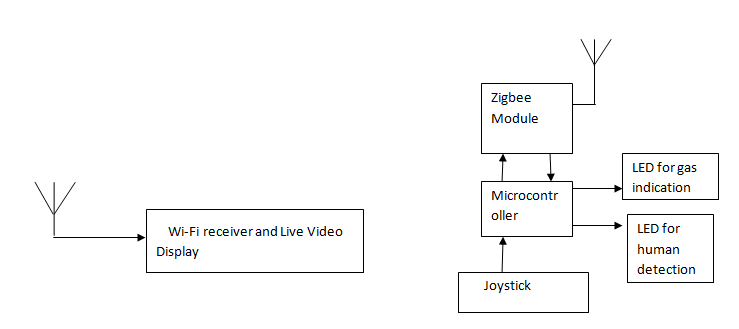 Zigbee
Module
LED for gas
indication
Microcontr
oller
Wi-Fi receiver and Live Video
Display
LED for
human
detection
Joystick